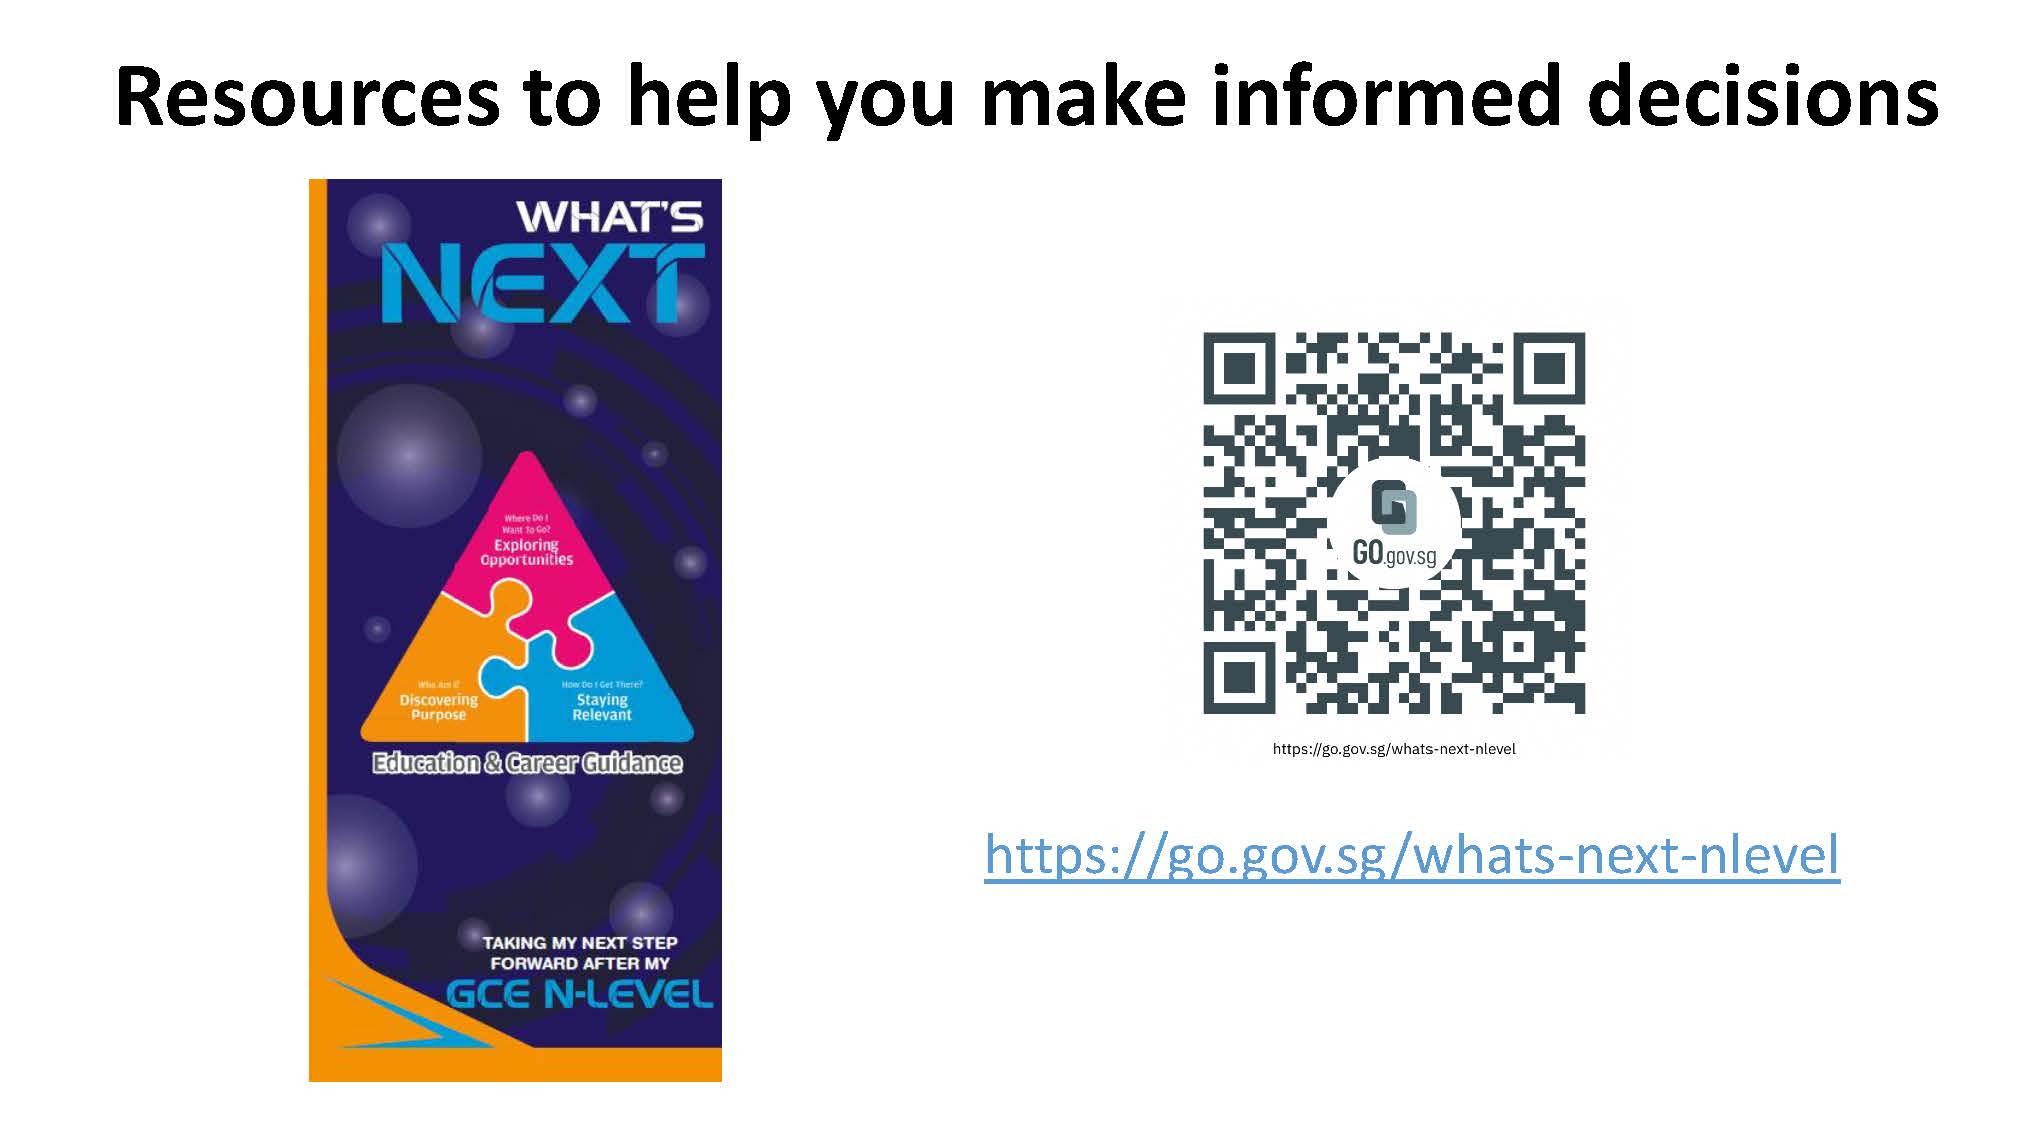 Resources to help you make informed decisions
WHAT'S
NEXT
Where Do I
Want To Go?
Exploring
Opportunities
Who Am I?
Discovering
Purpose
How Do I Get There?
Staying
Relevant
Education & Career Guidance
TAKING MY NEXT STEP
FORWARD AFTER MY
GCE N-LEVEL
GO.gov.sg
https://go.gov.sg/whats-next-nlevel
https://go.gov.sg/whats-next-nlevel